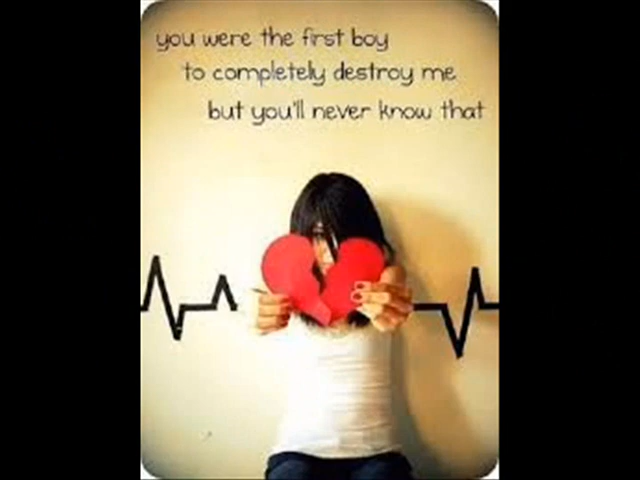 you were the first boy
to completely destroy me
but you'll never know that